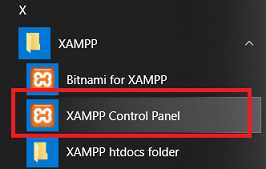 X
XAMPP
Bitnami for XAMPP
XAMPP Control Panel
XAMPP htdocs folder